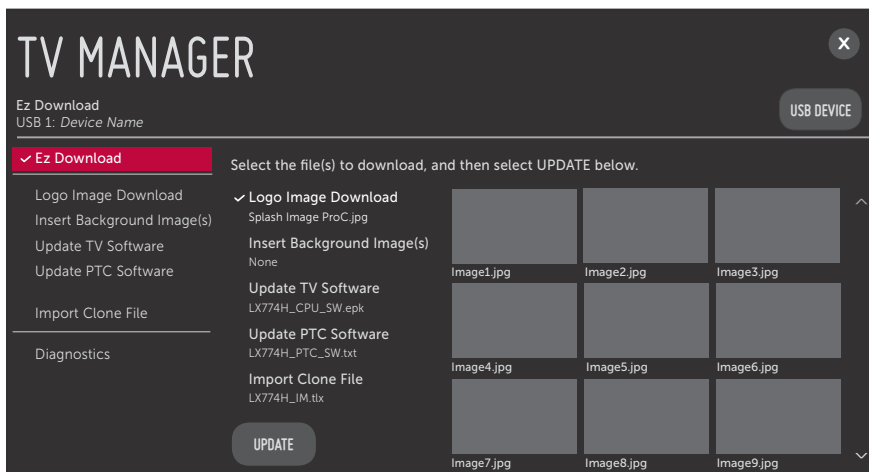 TV MANAGER
X
Ez Download
USB 1: Device Name
USB DEVICE
Ez Download
Logo Image Download
Insert Background Image(s)
Update TV Software
Update PTC Software
Import Clone File
Diagnostics
Select the file(s) to download, and then select UPDATE below.
Logo Image Download
Splash Image ProC.jpg
Insert Background Image(s)
None
Update TV Software
LX774H_CPU_SW.epk
Update PTC Software
LX774H_PTC_SW.txt
Import Clone File
LX774H_IM.tlx
UPDATE
Image1.jpg
Image2.jpg
Image3.jpg
Image4.jpg
Image5.jpg
Image6.jpg
Image7.jpg
Image8.jpg
Image9.jpg